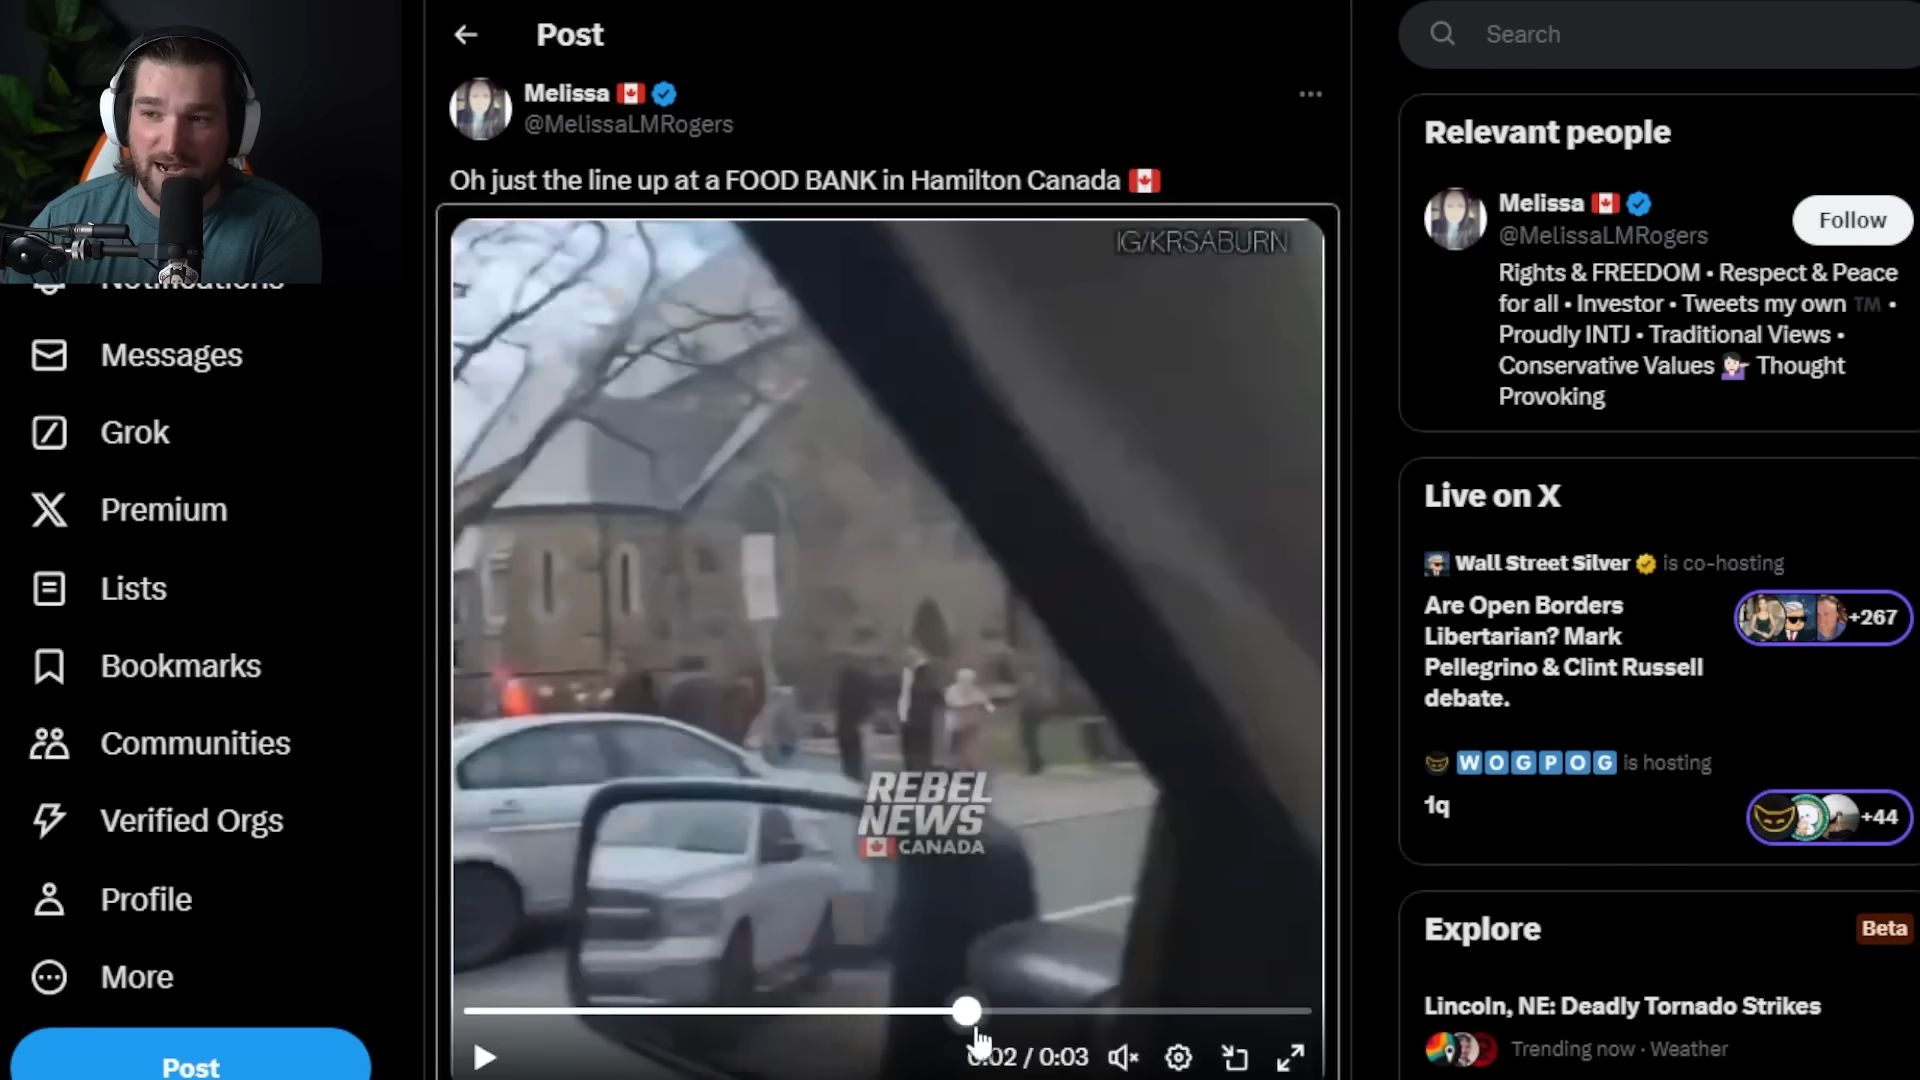 Post
Melissa 🇨🇦
@MelissaLMRogers
Oh just the line up at a FOOD BANK in Hamilton Canada 🇨🇦
IG/KRSABURN
REBEL
NEWS
CANADA
0:02 / 0:03
Notifications
Messages
Grok
Premium
Lists
Bookmarks
Communities
Verified Orgs
Profile
More
Post
Search
Relevant people
Melissa 🇨🇦
@MelissaLMRogers
Follow
Rights & FREEDOM • Respect & Peace
for all • Investor • Tweets my own ™️ •
Proudly INTJ • Traditional Views •
Conservative Values 💁🏻‍♀️ Thought
Provoking
Live on X
Wall Street Silver is co-hosting
Are Open Borders
Libertarian? Mark
Pellegrino & Clint Russell
debate.
+267
W O G P O G is hosting
1q
+44
Explore
Beta
Lincoln, NE: Deadly Tornado Strikes
Trending now · Weather